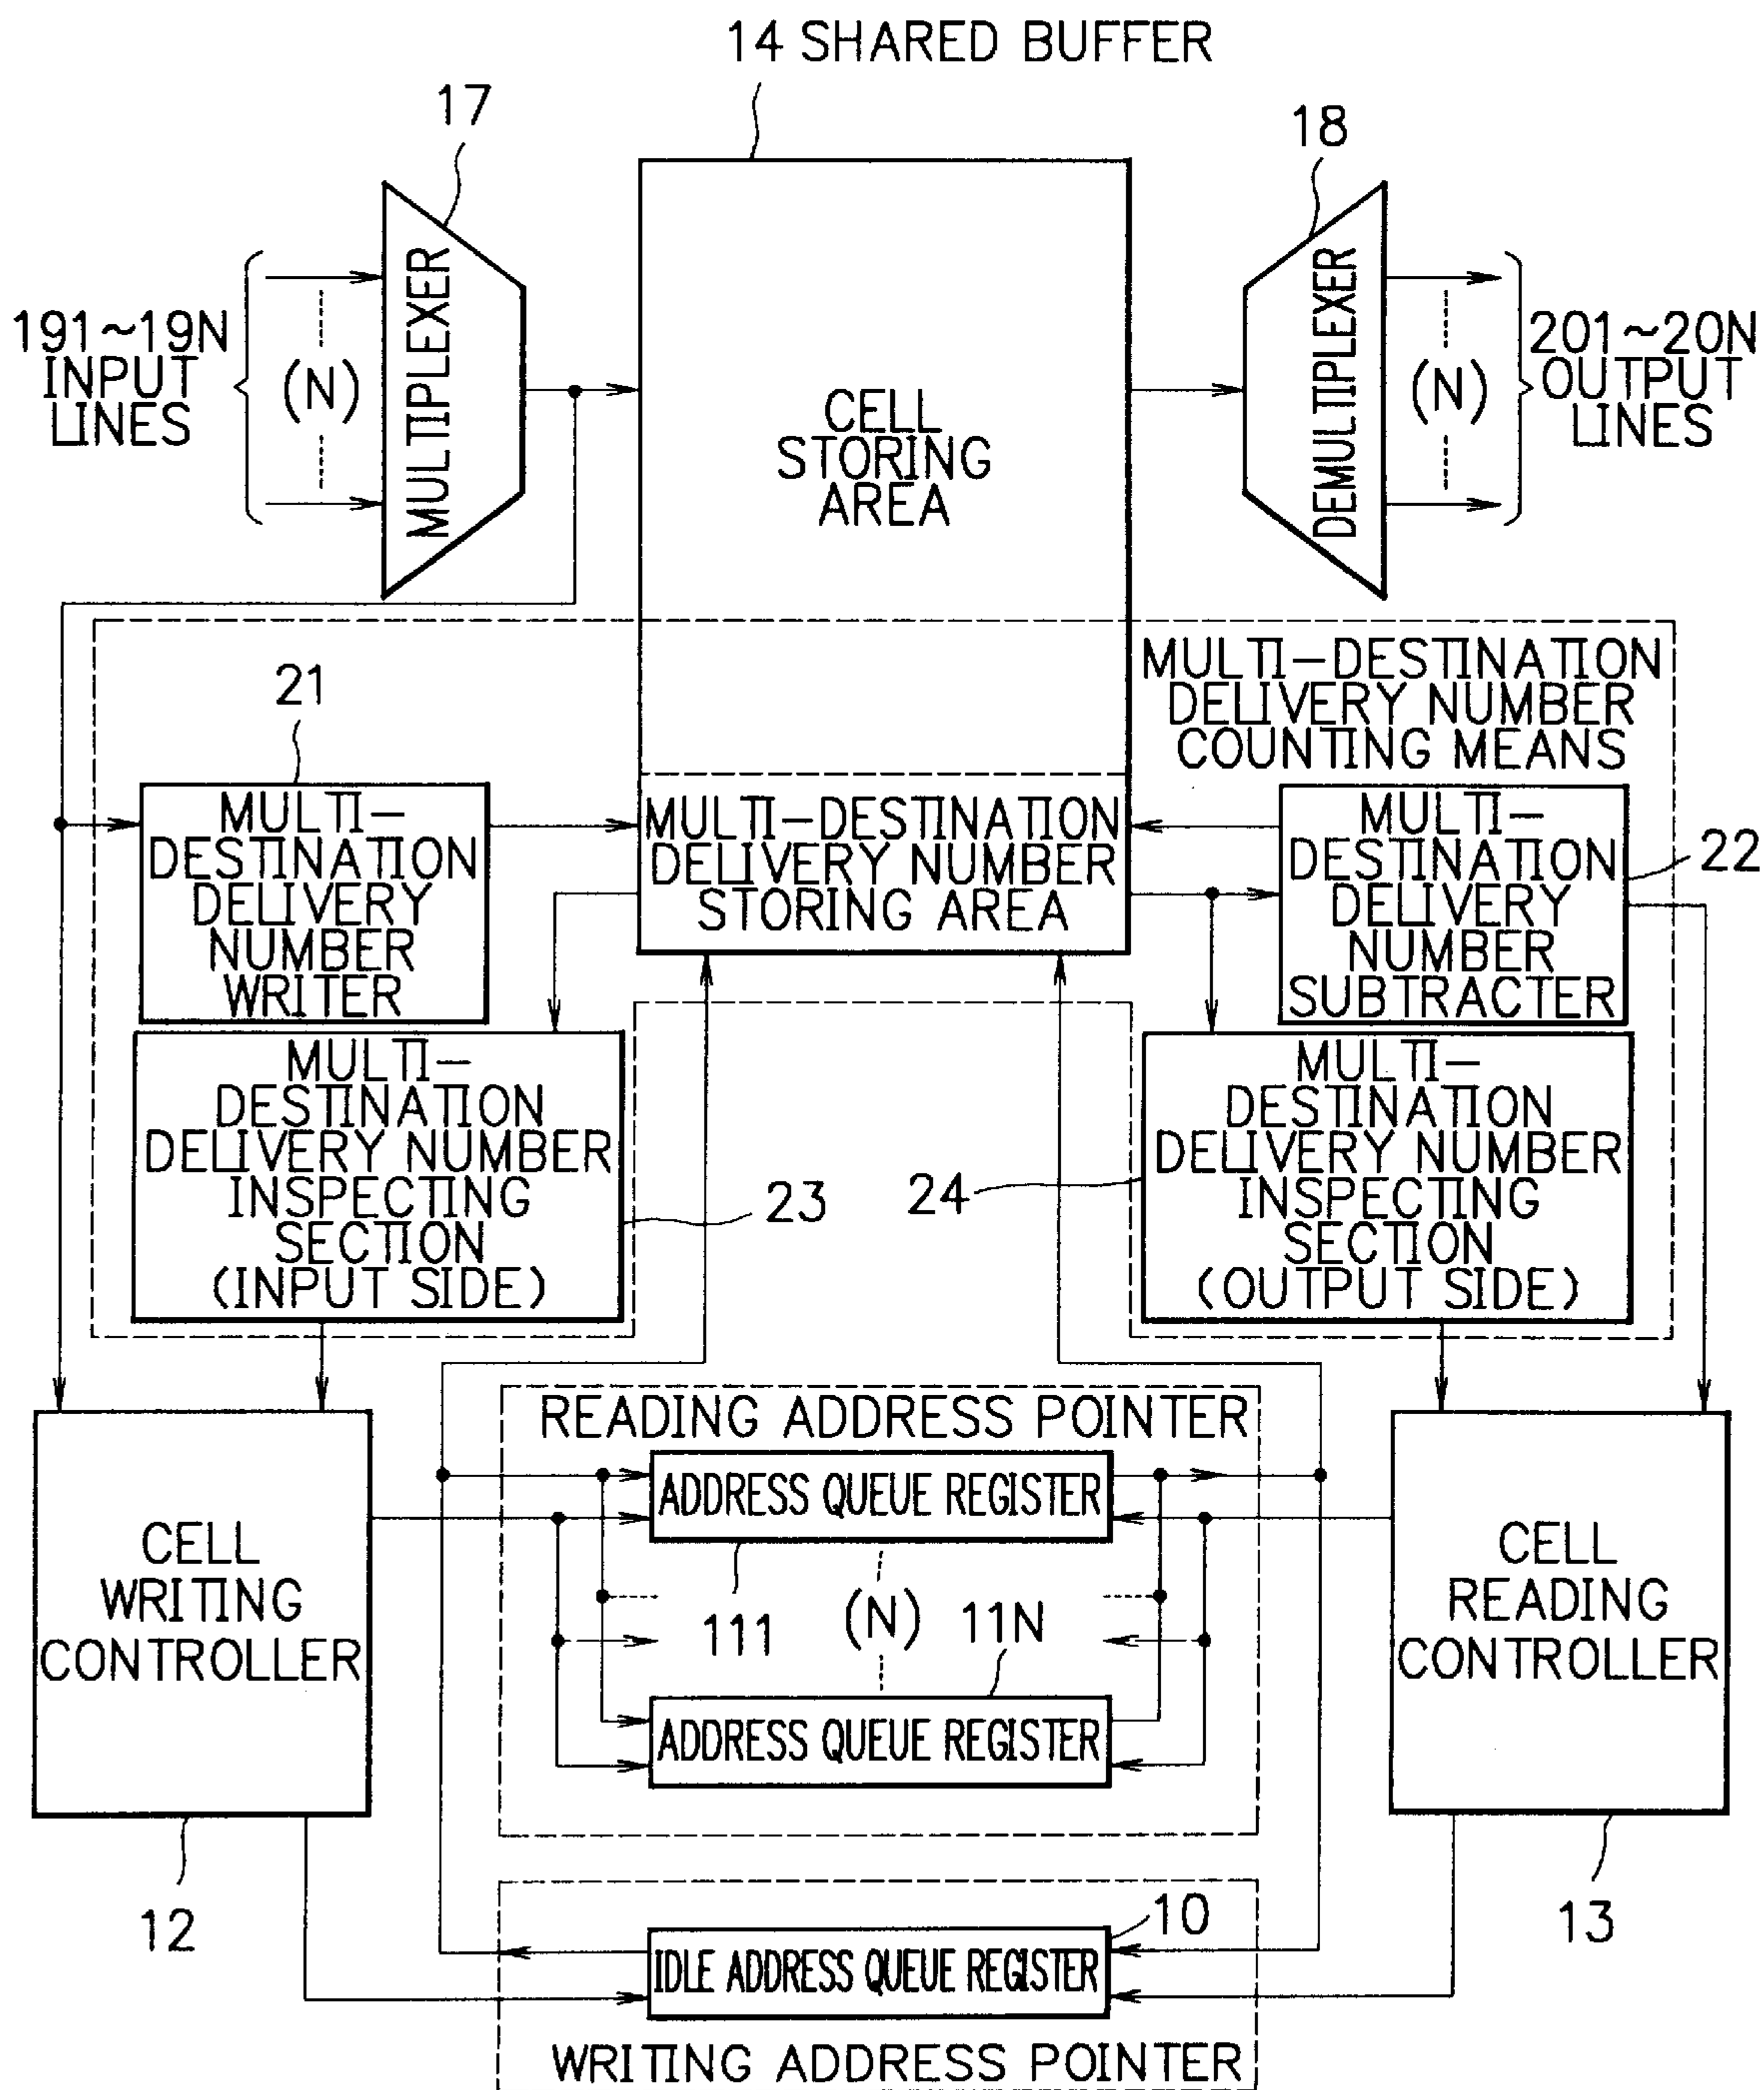 14 SHARED BUFFER
17
18
MULTIPLEXER
DEMULTIPLEXER
191~19N
INPUT
LINES
(N)
CELL
STORING
AREA
(N)
201~20N
OUTPUT
LINES
MULTI-DESTINATION
DELIVERY NUMBER
COUNTING MEANS
21
MULTI-
DESTINATION
DELIVERY
NUMBER
WRITER
MULTI-DESTINATION
DELIVERY NUMBER
STORING AREA
MULTI-
DESTINATION
DELIVERY
NUMBER
SUBTRACTER
22
MULTI-
DESTINATION
DELIVERY NUMBER
INSPECTING
SECTION
(INPUT SIDE)
23
24
MULTI-
DESTINATION
DELIVERY NUMBER
INSPECTING
SECTION
(OUTPUT SIDE)
READING ADDRESS POINTER
ADDRESS QUEUE REGISTER
111
(N)
11N
ADDRESS QUEUE REGISTER
CELL
WRITING
CONTROLLER
12
CELL
READING
CONTROLLER
13
10
IDLE ADDRESS QUEUE REGISTER
WRITING ADDRESS POINTER